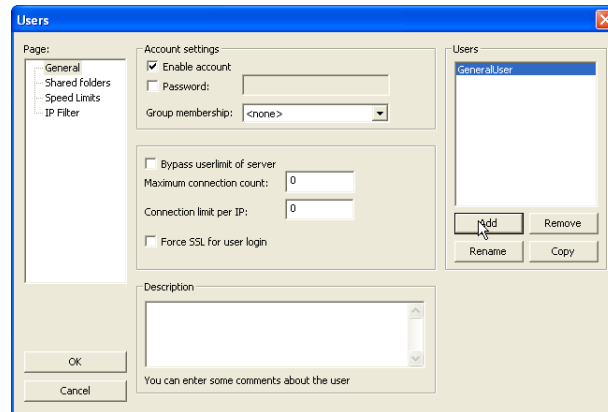 Users
Page:
General
Shared folders
Speed Limits
IP Filter
OK
Cancel
Account settings
Enable account
Password:
Group membership: <none>
Bypass userlimit of server
Maximum connection count: 0
Connection limit per IP: 0
Force SSL for user login
Description
You can enter some comments about the user
Users
GeneralUser
Add Remove
Rename Copy